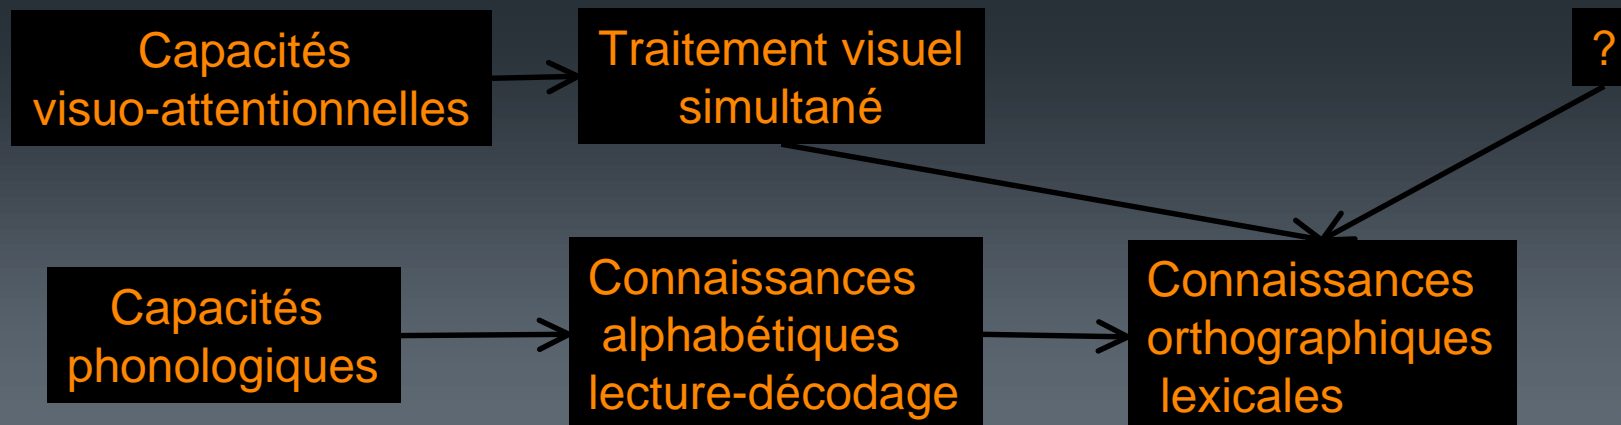 Capacités
visuo-attentionnelles
Traitement visuel
simultané
?
Capacités
phonologiques
Connaissances
alphabétiques
lecture-décodage
Connaissances
orthographiques
lexicales